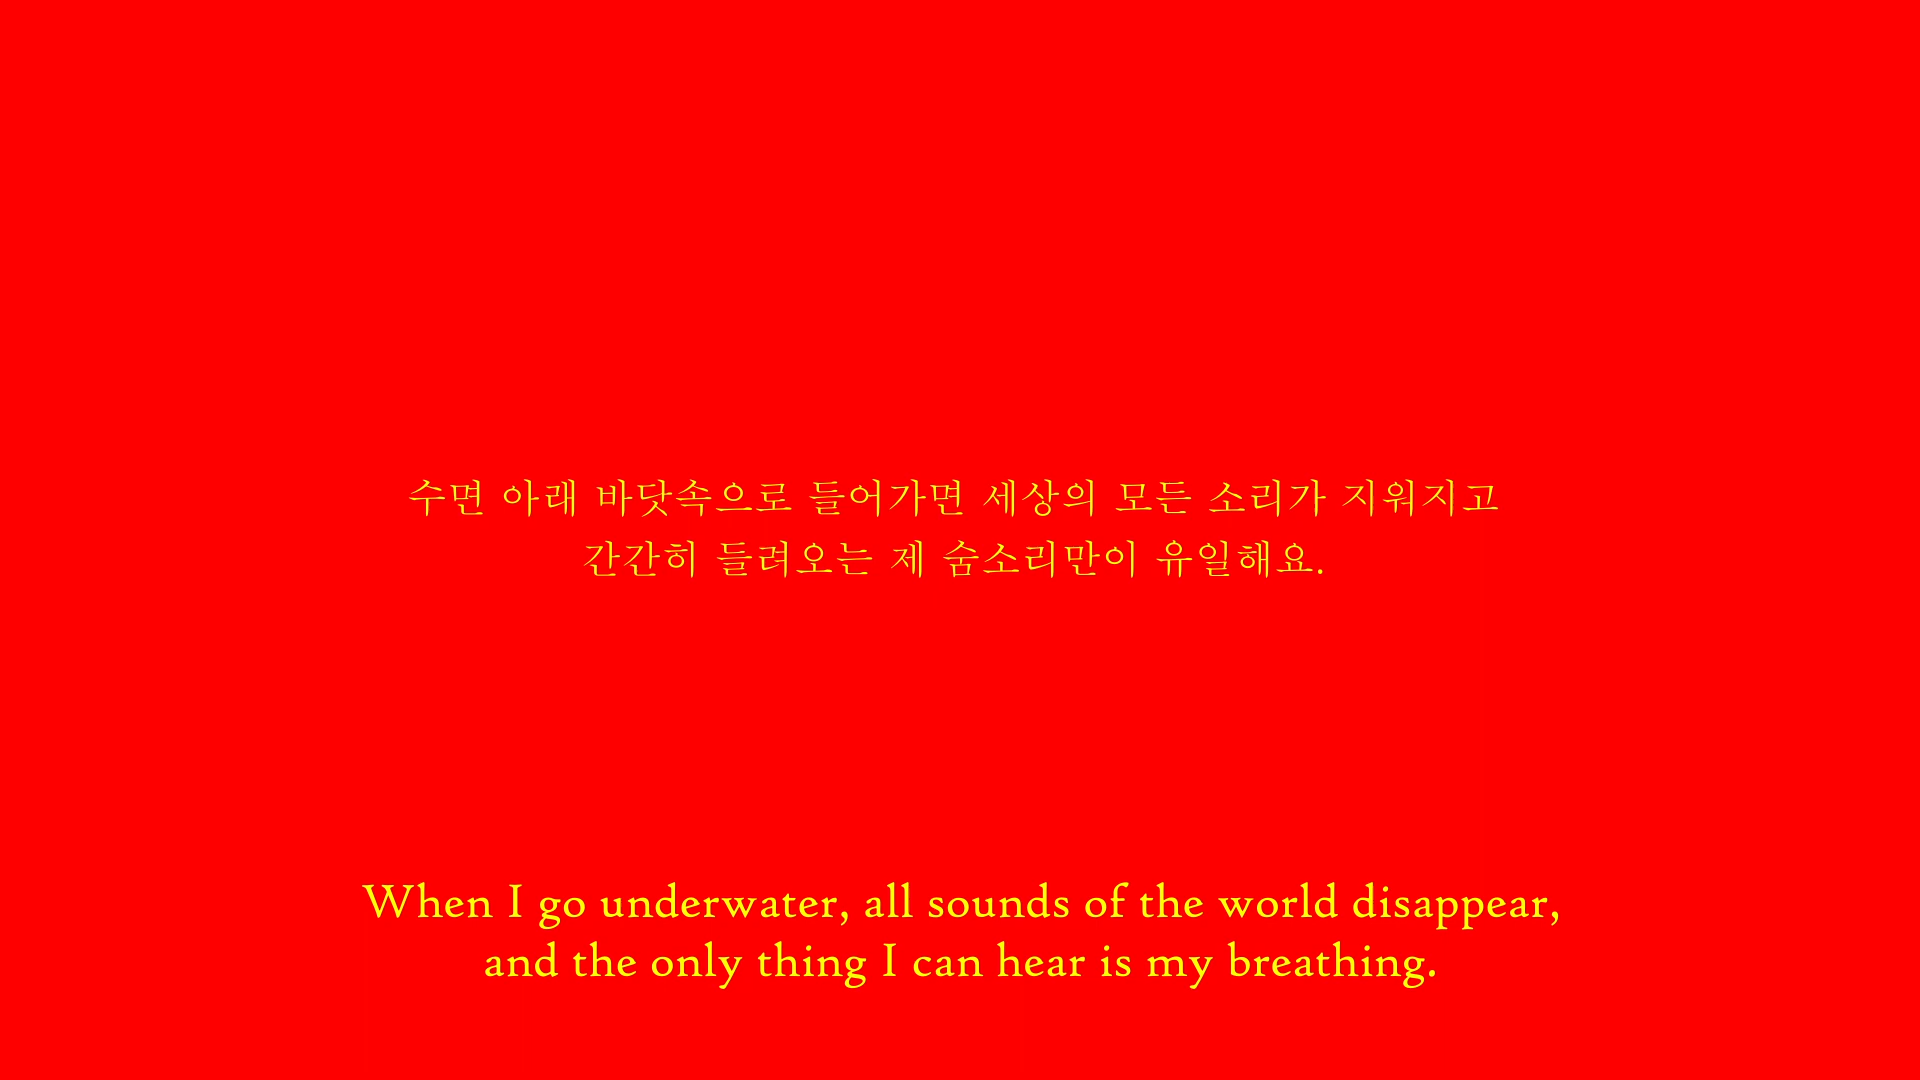 수면 아래 바닷속으로 들어가면 세상의 모든 소리가 지워지고
간간히 들려오는 제 숨소리만이 유일해요.
When I go underwater, all sounds of the world disappear,
and the only thing I can hear is my breathing.